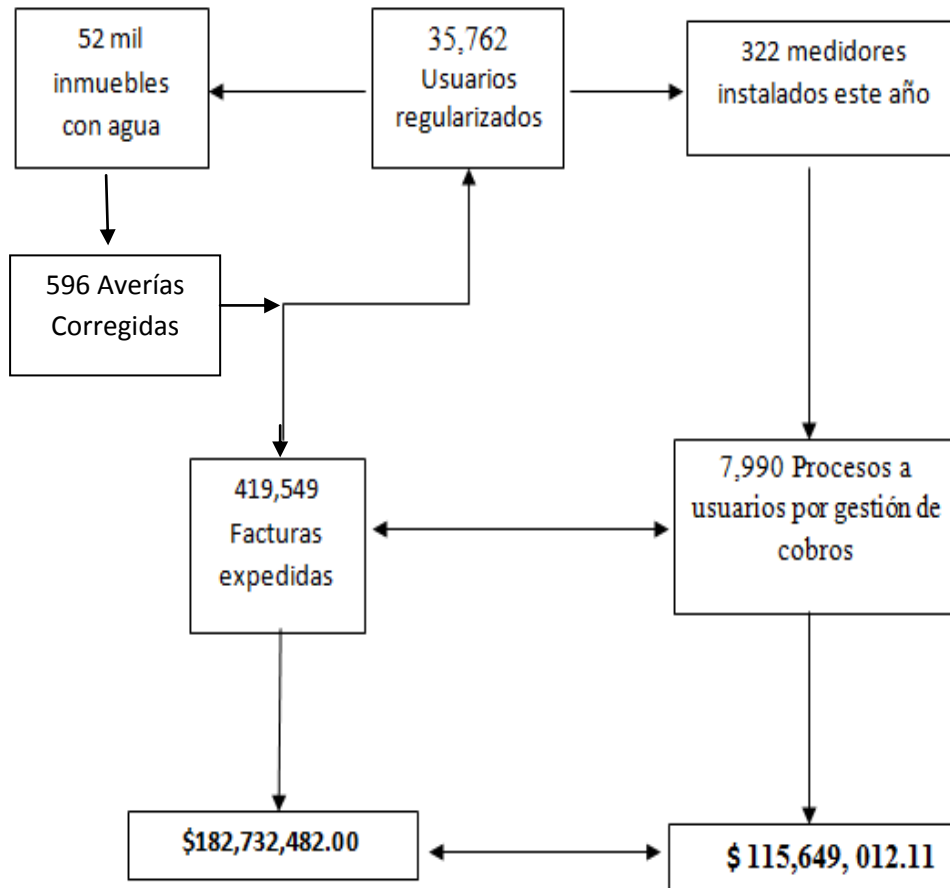 52 mil
inmuebles
con agua
35,762
Usuarios
regularizados
322 medidores
instalados este año
596 Averías
Corregidas
419,549
Facturas
expedidas
7,990 Procesos a
usuarios por gestión de
cobros
$182,732,482.00
$ 115,649, 012.11